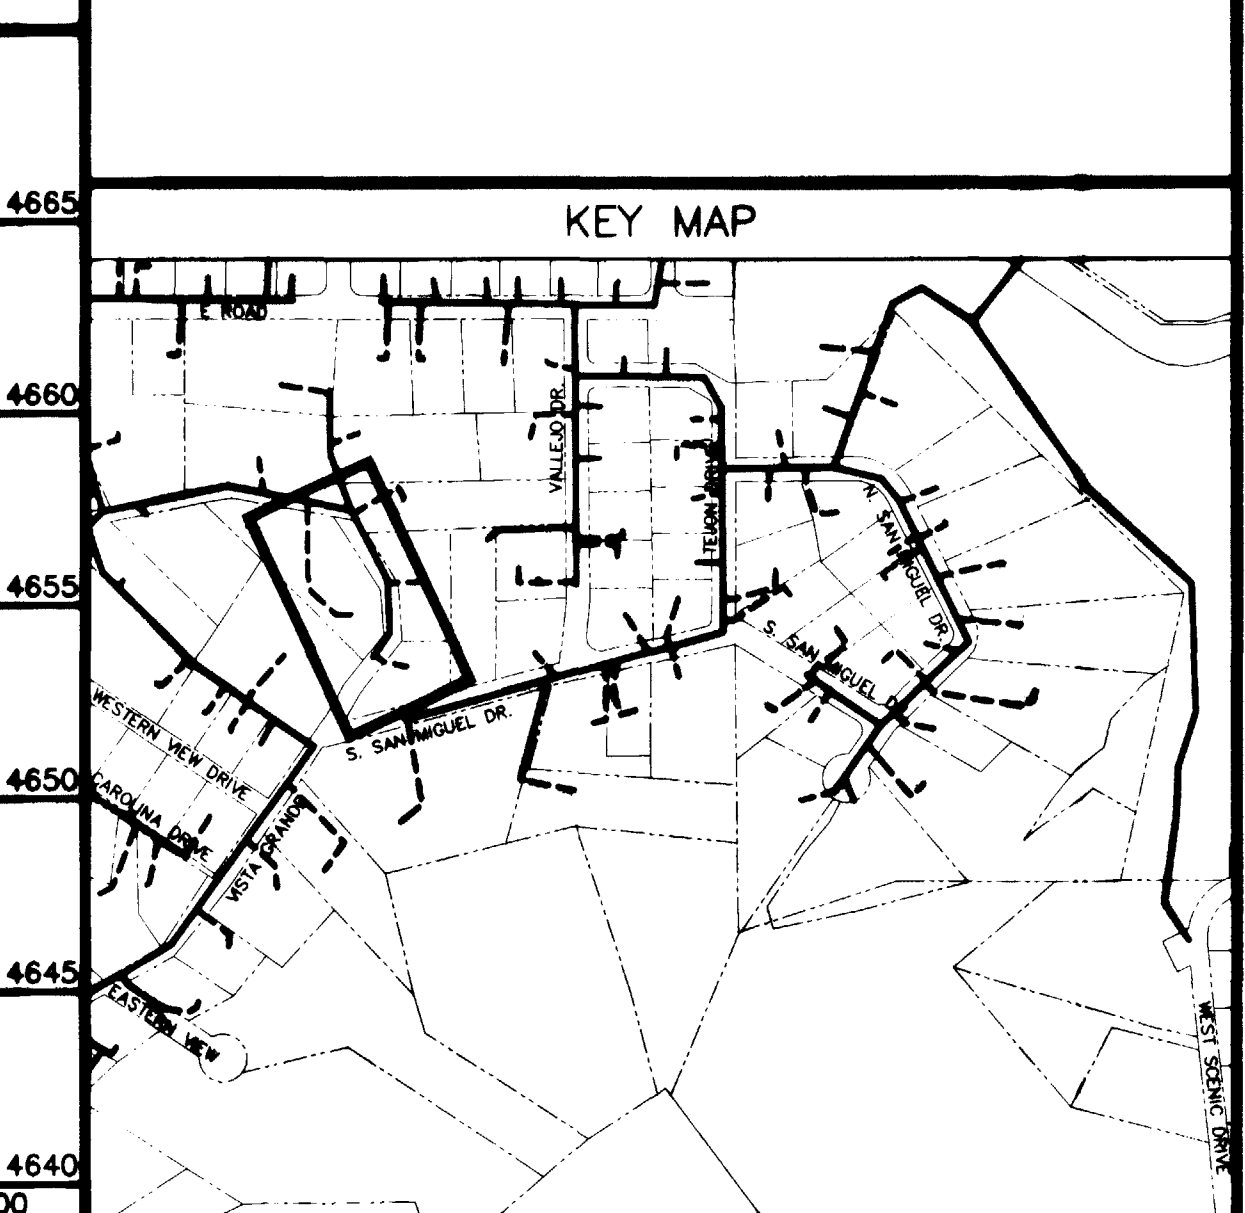 4665
KEY MAP
E ROAD
4660
VALLEJO DR.
TEJON DRIVE
N. SAN MIGUEL DR.
4655
S. SAN MIGUEL D
WESTERN VIEW DRIVE
S. SAN MIGUEL DR.
4650
CAROLINA DRIVE
VISTA GRANDE
4645
EASTERN VIEW
WEST SCENIC DRIVE
4640
00